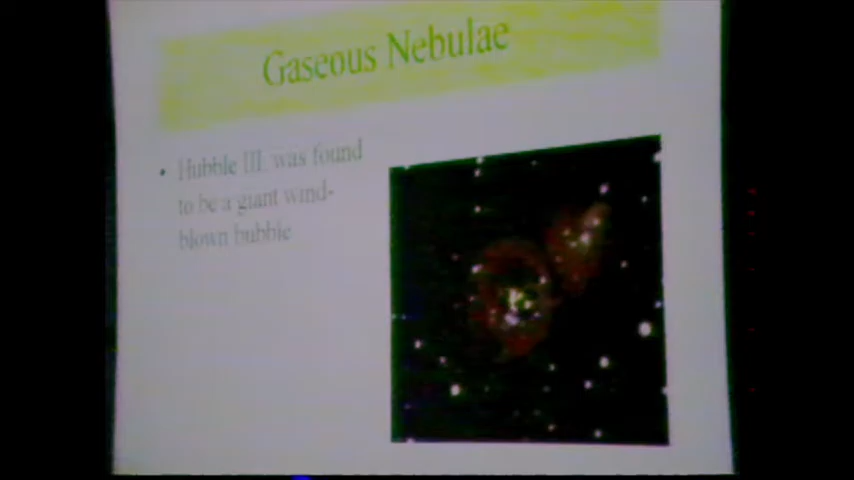 Gaseous Nebulae
• Hubble III, was found
to be a giant wind-
blown bubble